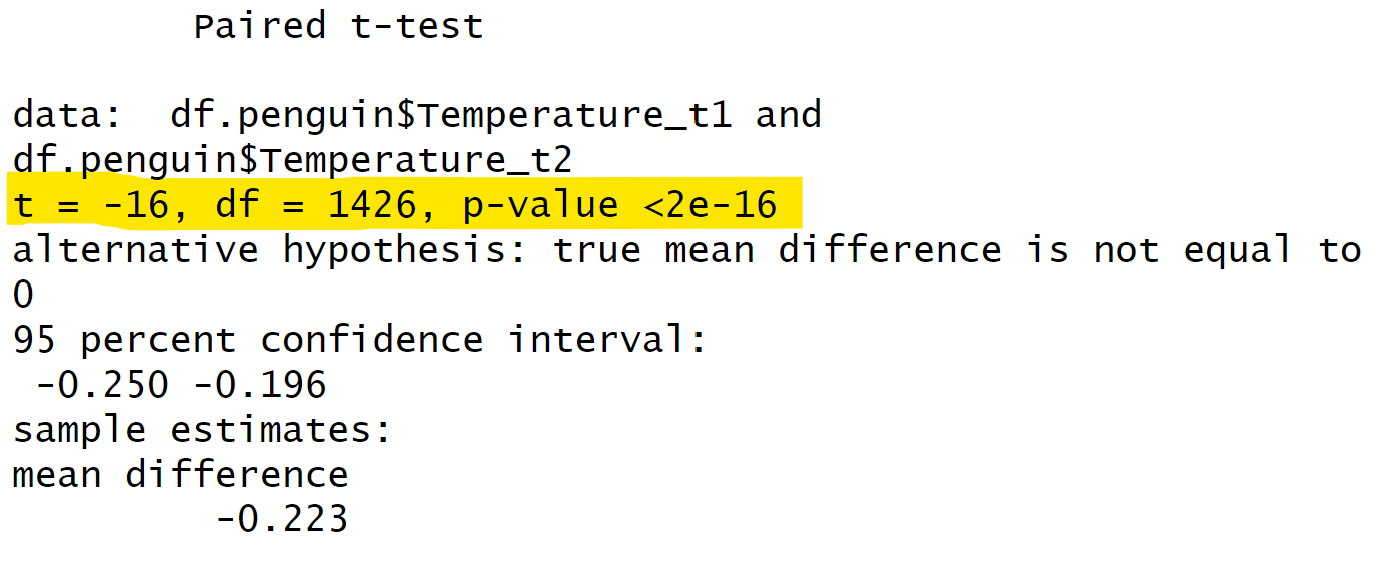 Paired t-test
data:  df.penguin$Temperature_t1 and
df.penguin$Temperature_t2
t = -16, df = 1426, p-value <2e-16
alternative hypothesis: true mean difference is not equal to
0
95 percent confidence interval:
-0.250 -0.196
sample estimates:
mean difference
-0.223